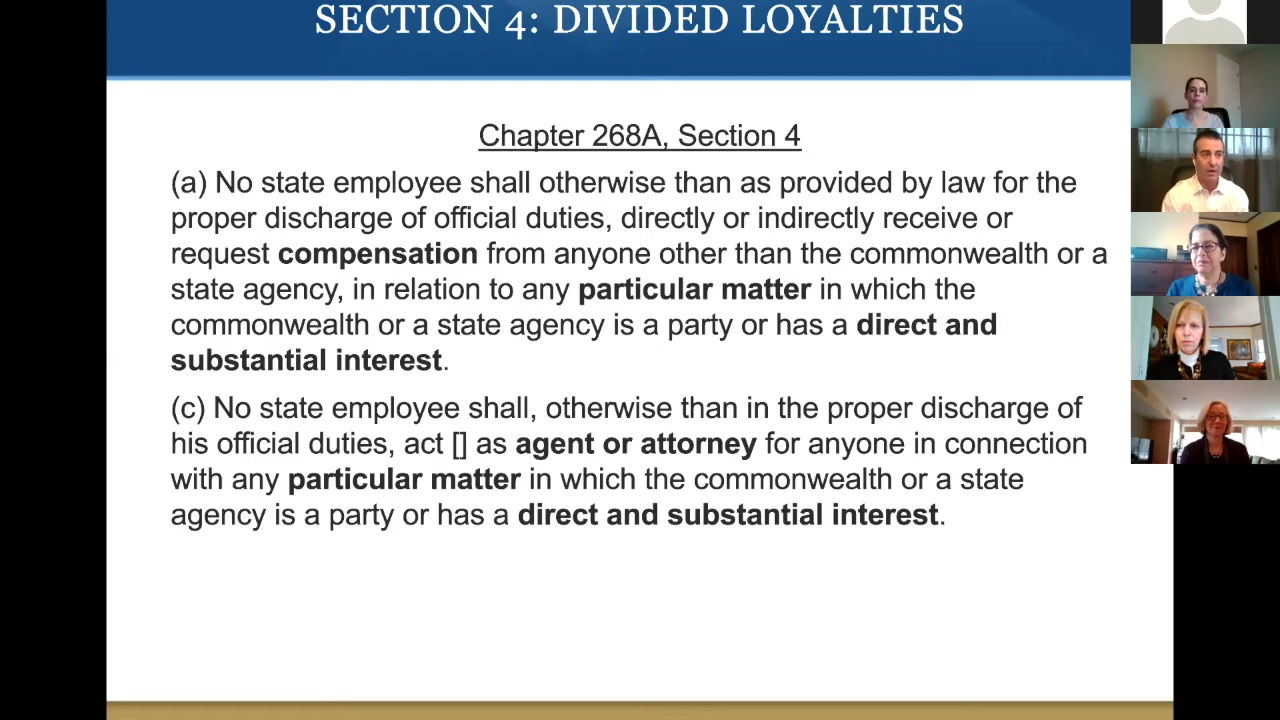 SECTION 4: DIVIDED LOYALTIES
Chapter 268A, Section 4
(a) No state employee shall otherwise than as provided by law for the
proper discharge of official duties, directly or indirectly receive or
request compensation from anyone other than the commonwealth or a
state agency, in relation to any particular matter in which the
commonwealth or a state agency is a party or has a direct and
substantial interest.
(c) No state employee shall, otherwise than in the proper discharge of
his official duties, act [] as agent or attorney for anyone in connection
with any particular matter in which the commonwealth or a state
agency is a party or has a direct and substantial interest.